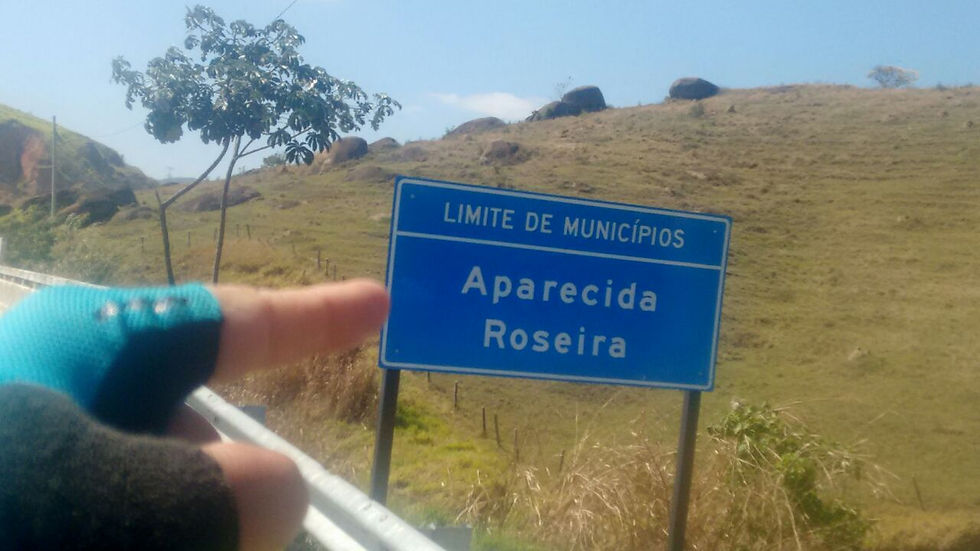 LIMITE DE MUNICÍPIOS
Aparecida
Roseira